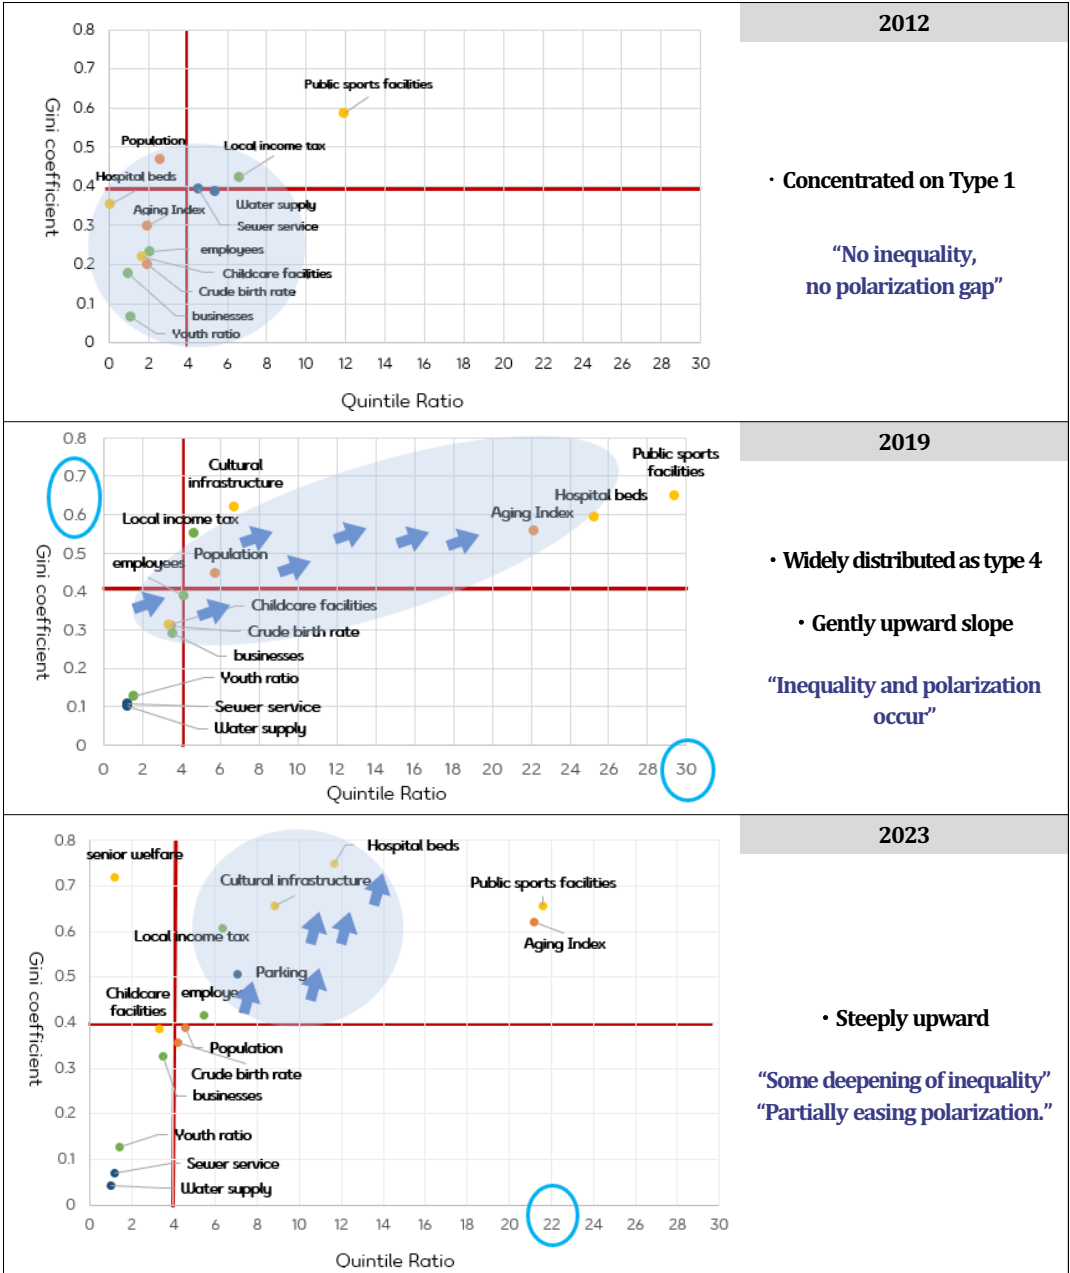 2012
0.8
0.7
0.6
0.5
0.4
0.3
0.2
0.1
0
Gini coefficient
Public sports facilities
Population
Local income tax
Hospital beds
Aging Index
Water supply
Sewer service
employees
Childcare facilities
Crude birth rate
businesses
Youth ratio
0 2 4 6 8 10 12 14 16 18 20 22 24 26 28 30
Quintile Ratio
· Concentrated on Type 1
“No inequality,
no polarization gap”
2019
0.8
0.7
0.6
0.5
0.4
0.3
0.2
0.1
0
Gini coefficient
Cultural
infrastructure
Public sports
facilities
Hospital beds
Aging Index
Local income tax
Population
employees
Childcare facilities
Crude birth rate
businesses
Youth ratio
Sewer service
Water supply
0 2 4 6 8 10 12 14 16 18 20 22 24 26 28 30
Quintile Ratio
· Widely distributed as type 4
· Gently upward slope
“Inequality and polarization
occur”
2023
0.8
0.7
0.6
0.5
0.4
0.3
0.2
0.1
0
Gini coefficient
senior welfare
Hospital beds
Cultural infrastructure
Public sports facilities
Local income tax
Aging Index
Parking
Childcare
facilities
employees
Population
Crude birth rate
businesses
Youth ratio
Sewer service
Water supply
0 2 4 6 8 10 12 14 16 18 20 22 24 26 28 30
Quintile Ratio
· Steeply upward
“Some deepening of inequality”
“Partially easing polarization.”